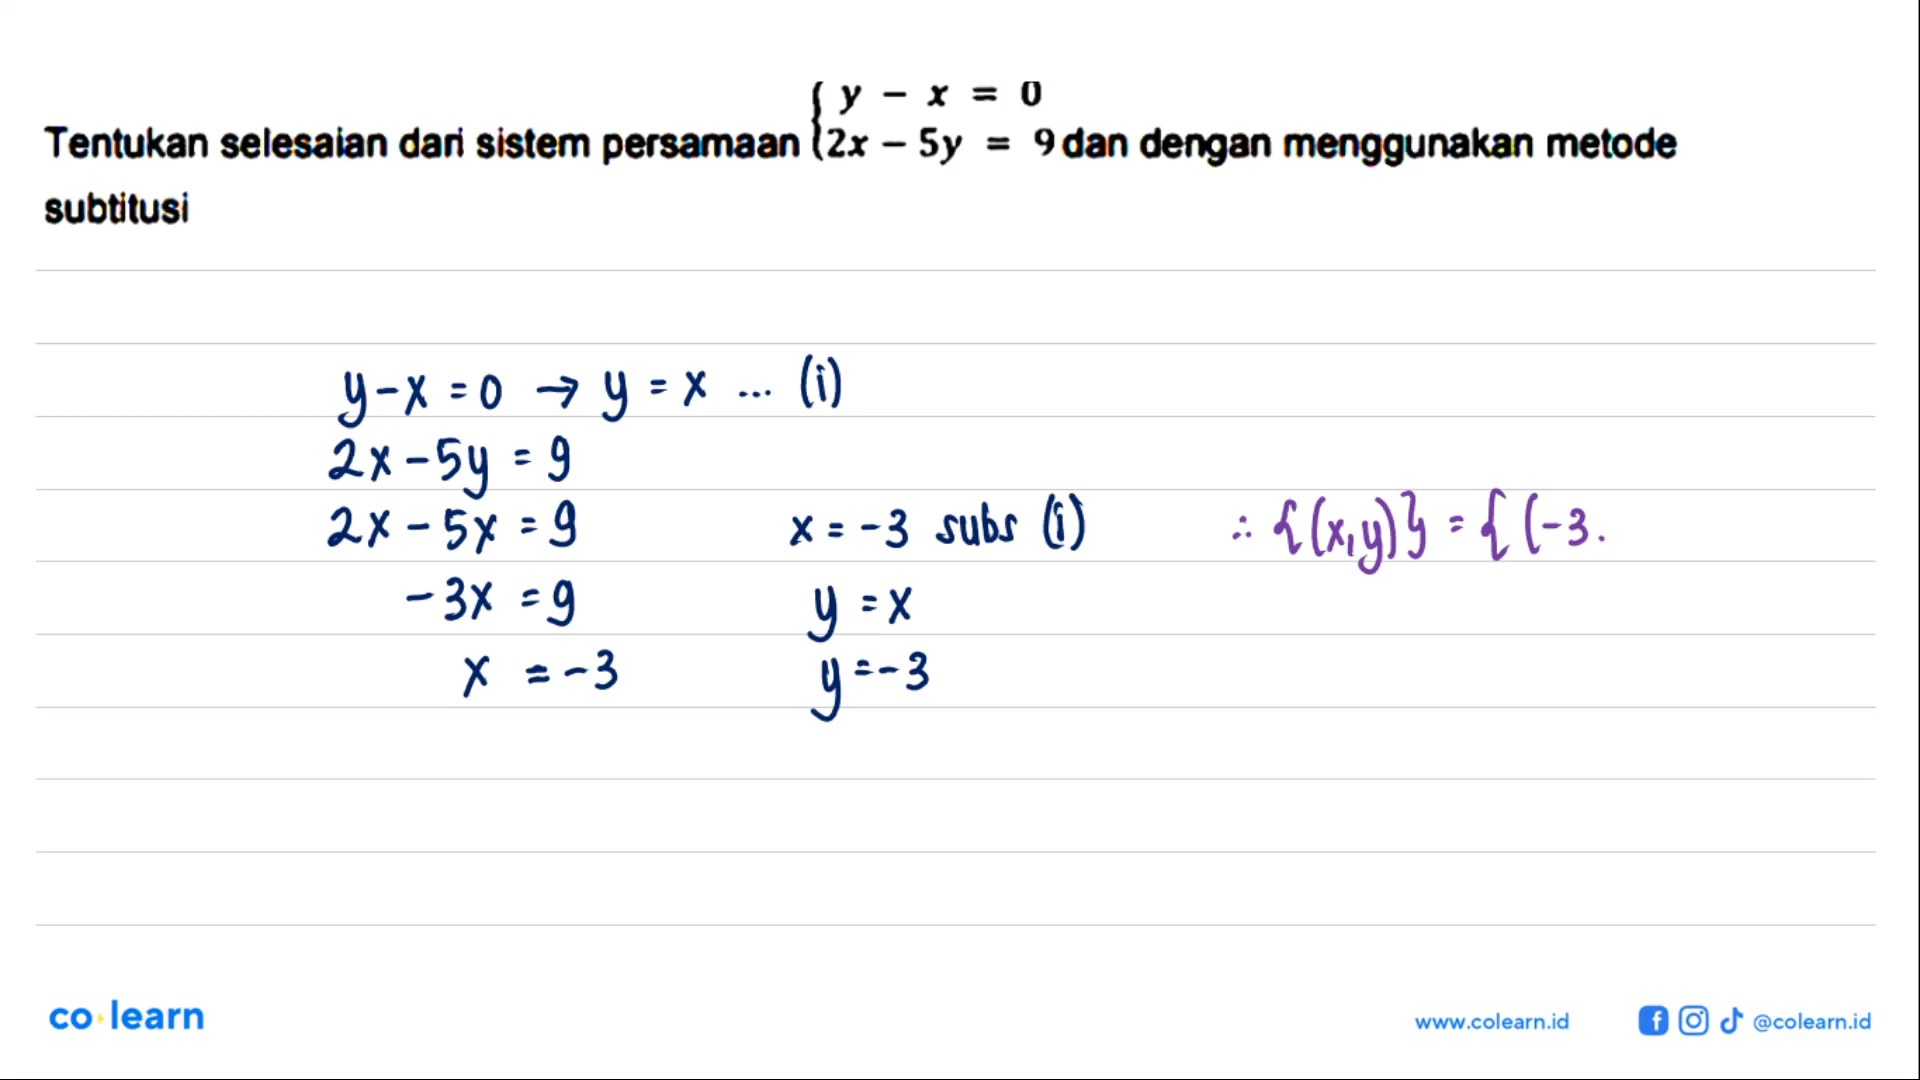 y - x = 0
Tentukan selesaian dari sistem persamaan {2x - 5y = 9 dan dengan menggunakan metode
subtitusi
y-x = 0 → y = x ... (i)
2x - 5y = 9
2x - 5x = 9
-3x = 9
x = -3
x = -3 subs (i)
y = x
y = -3
∴ {(x,y)} = {(-3.
co learn
www.colearn.id
@colearn.id